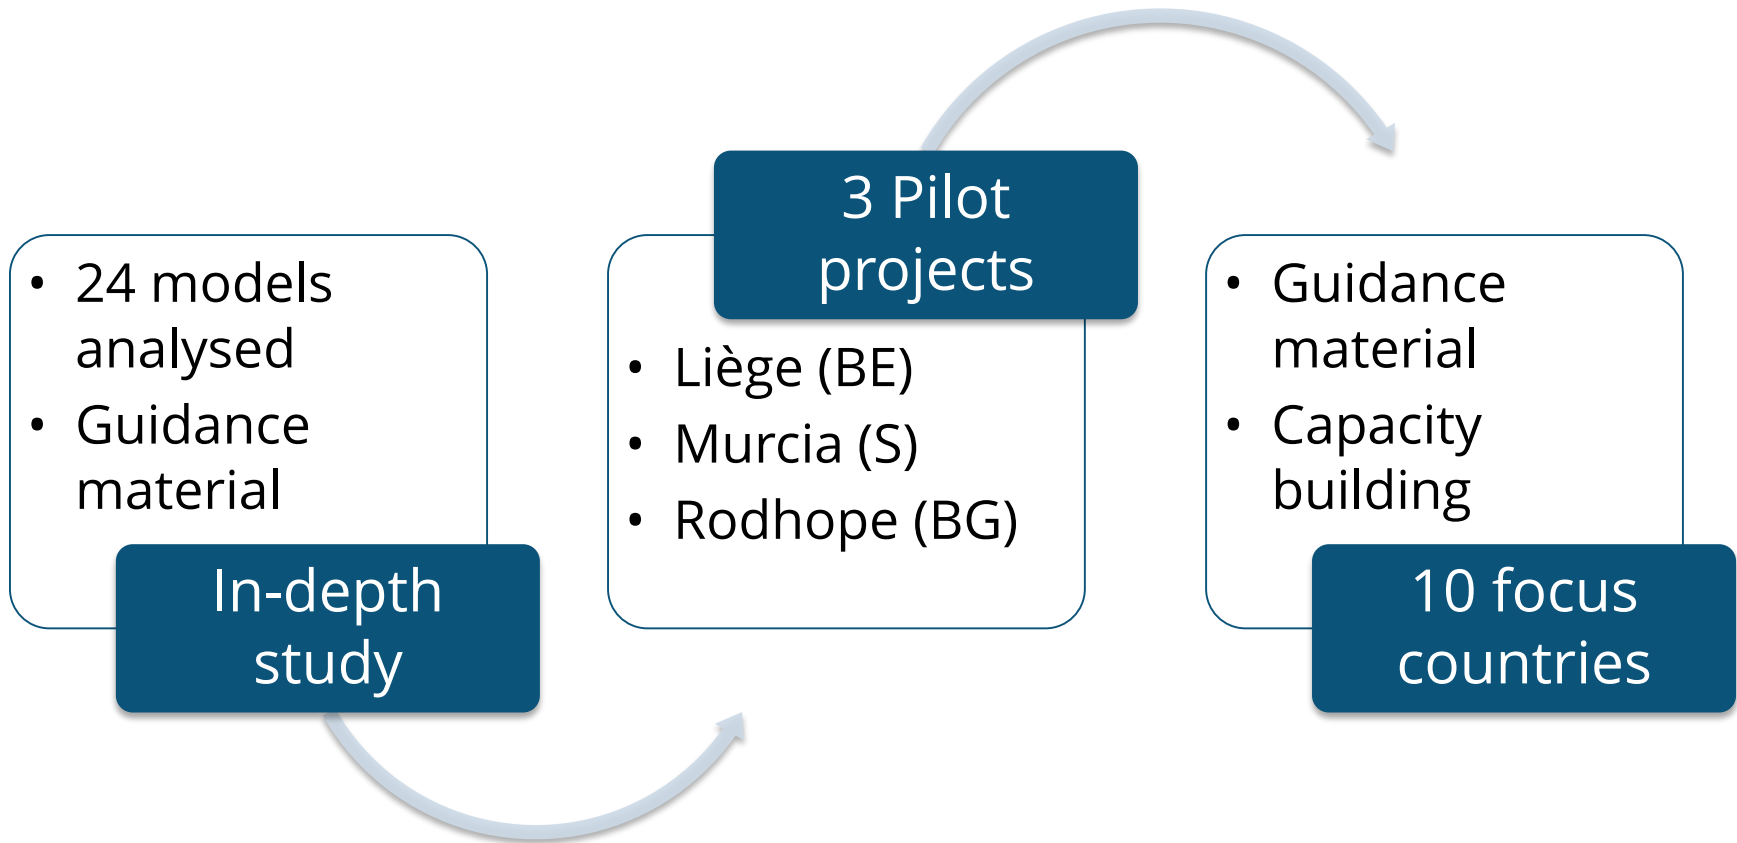 • 24 models
analysed
• Guidance
material
In-depth
study
3 Pilot
projects
• Liège (BE)
• Murcia (S)
• Rodhope (BG)
• Guidance
material
• Capacity
building
10 focus
countries